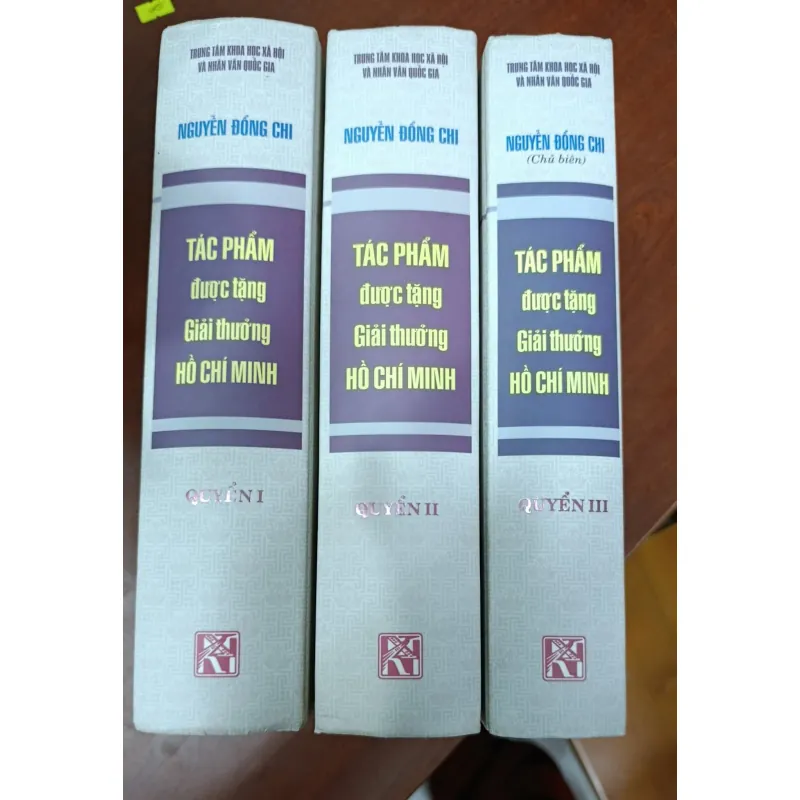 TRUNG TÂM KHOA HỌC XÃ HỘI
VÀ NHÂN VĂN QUỐC GIA
NGUYỄN ĐỔNG CHI
TÁC PHẨM
được tặng
Giải thưởng
HỒ CHÍ MINH
QUYỂN I
TRUNG TÂM KHOA HỌC XÃ HỘI
VÀ NHÂN VĂN QUỐC GIA
NGUYỄN ĐỔNG CHI
TÁC PHẨM
được tặng
Giải thưởng
HỒ CHÍ MINH
QUYỂN II
TRUNG TÂM KHOA HỌC XÃ HỘI
VÀ NHÂN VĂN QUỐC GIA
NGUYỄN ĐỔNG CHI
(Chủ biên)
TÁC PHẨM
được tặng
Giải thưởng
HỒ CHÍ MINH
QUYỂN III